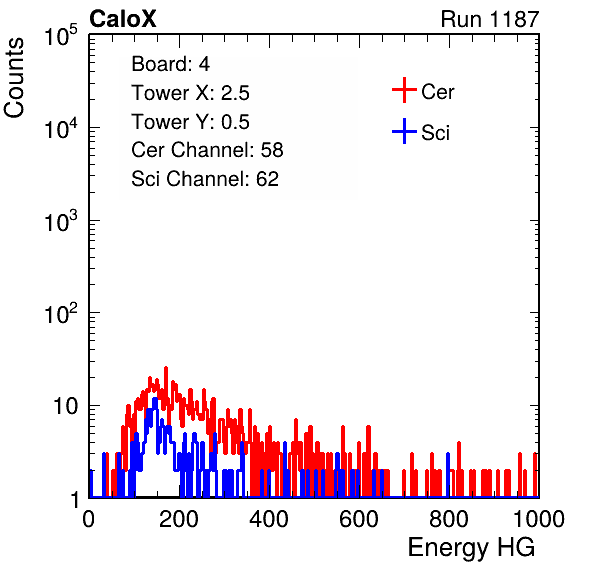 CaloX Run 1187
Counts
10^5
10^4
10^3
10^2
10
1
Board: 4
Tower X: 2.5
Tower Y: 0.5
Cer Channel: 58
Sci Channel: 62
Cer
Sci
0 200 400 600 800 1000
Energy HG